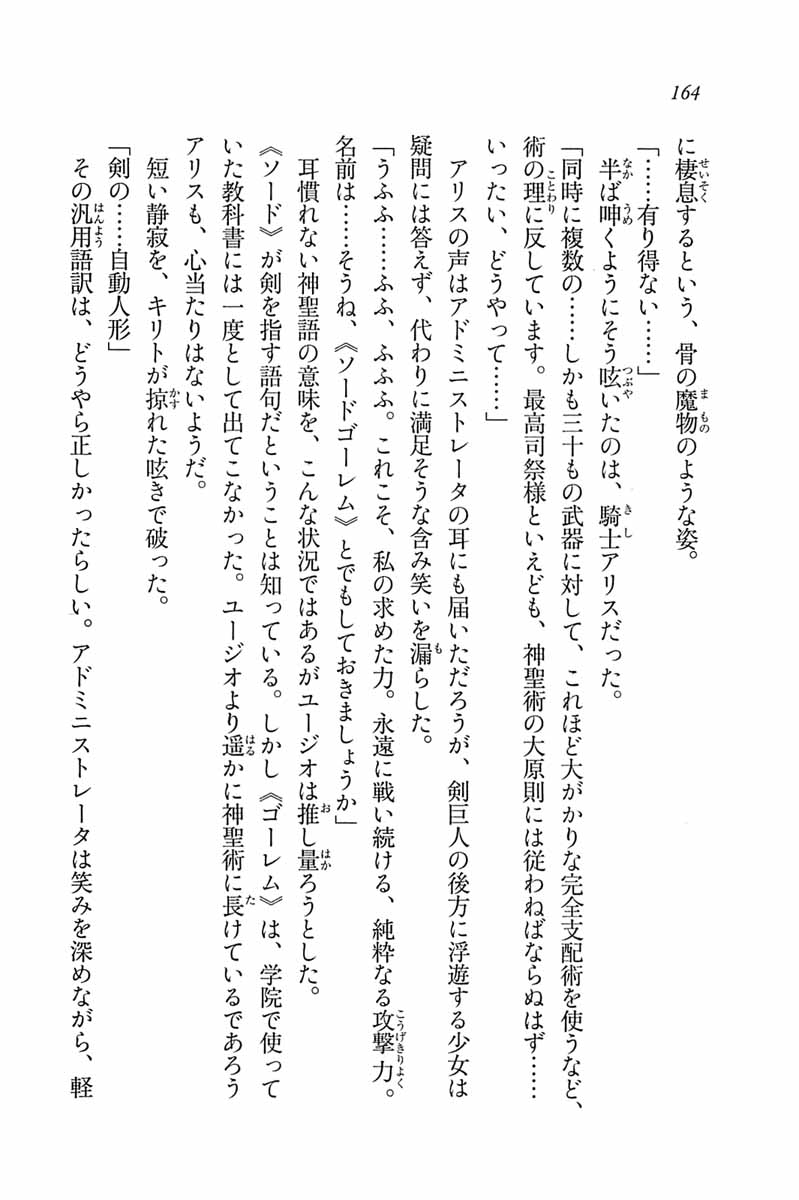 164
に棲息するという、骨の魔物のような姿。
「……有り得ない……」
半ば呻くようにそう呟いたのは、騎士アリスだった。
「同時に複数の……しかも三十もの武器に対して、これほど大がかりな完全支配術を使うなど、
術の理に反しています。最高司祭様といえども、神聖術の大原則には従わねばならぬはず……
いったい、どうやって……」
アリスの声はアドミニストレータの耳にも届いただろうが、剣巨人の後方に浮遊する少女は
疑問には答えず、代わりに満足そうな含み笑いを漏らした。
「うふふ……ふふ、ふふふ。これこそ、私の求めた力。永遠に戦い続ける、純粋なる攻撃力。
名前は……そうね、《ソードゴーレム》とでもしておきましょうか」
耳慣れない神聖語の意味を、こんな状況ではあるがユージオは推し量ろうとした。
《ソード》が剣を指す語句だということは知っている。しかし《ゴーレム》は、学院で使って
いた教科書には一度として出てこなかった。ユージオより遥かに神聖術に長けているであろう
アリスも、心当たりはないようだ。
短い静寂を、キリトが掠れた呟きで破った。
「剣の……自動人形」
その汎用語訳は、どうやら正しかったらしい。アドミニストレータは笑みを深めながら、軽